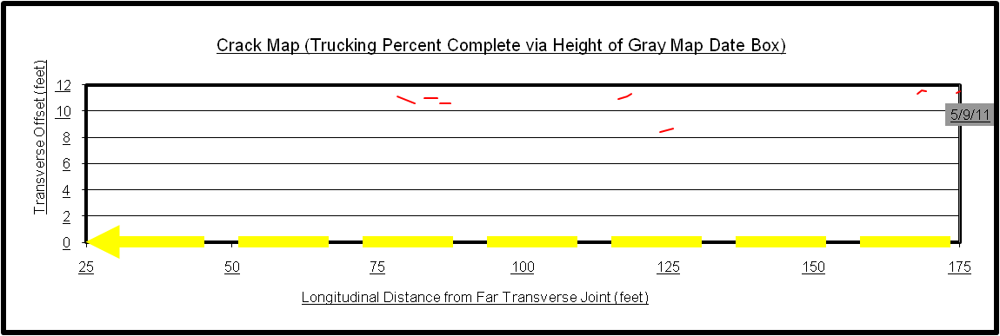 Crack Map (Trucking Percent Complete via Height of Gray Map Date Box)
Transverse Offset (feet)
12
10
8
6
4
2
0
5/9/11
25 50 75 100 125 150 175
Longitudinal Distance from Far Transverse Joint (feet)